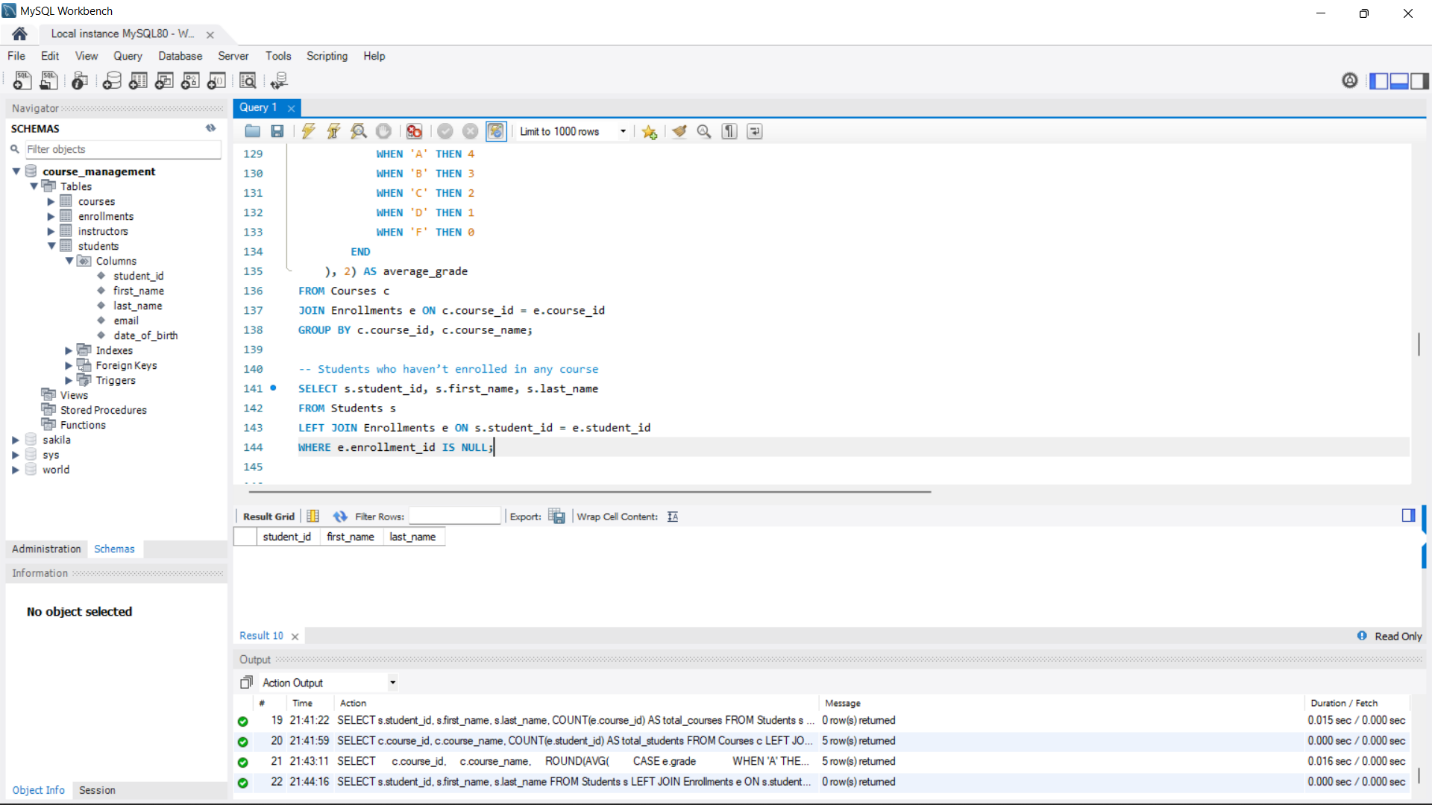 MySQL Workbench
Local instance MySQL80 - W...
File Edit View Query Database Server Tools Scripting Help
Navigator
SCHEMAS
Filter objects
course_management
Tables
courses
enrollments
instructors
students
Columns
student_id
first_name
last_name
email
date_of_birth
Indexes
Foreign Keys
Triggers
Views
Stored Procedures
Functions
sakila
sys
world
Administration Schemas
Information
No object selected
Object Info Session
Query 1
Limit to 1000 rows
129 WHEN 'A' THEN 4
130 WHEN 'B' THEN 3
131 WHEN 'C' THEN 2
132 WHEN 'D' THEN 1
133 WHEN 'F' THEN 0
134 END
135 ), 2) AS average_grade
136 FROM Courses c
137 JOIN Enrollments e ON c.course_id = e.course_id
138 GROUP BY c.course_id, c.course_name;
139
140 -- Students who haven’t enrolled in any course
141 SELECT s.student_id, s.first_name, s.last_name
142 FROM Students s
143 LEFT JOIN Enrollments e ON s.student_id = e.student_id
144 WHERE e.enrollment_id IS NULL;
145
Result Grid Filter Rows: Export: Wrap Cell Content:
student_id first_name last_name
Result 10 Read Only
Output
Action Output
# Time Action Message Duration / Fetch
19 21:41:22 SELECT s.student_id, s.first_name, s.last_name, COUNT(e.course_id) AS total_courses FROM Students s ... 0 row(s) returned 0.015 sec / 0.000 sec
20 21:41:59 SELECT c.course_id, c.course_name, COUNT(e.student_id) AS total_students FROM Courses c LEFT JO... 5 row(s) returned 0.000 sec / 0.000 sec
21 21:43:11 SELECT c.course_id, c.course_name, ROUND(AVG( CASE e.grade WHEN 'A' THE... 5 row(s) returned 0.016 sec / 0.000 sec
22 21:44:16 SELECT s.student_id, s.first_name, s.last_name FROM Students s LEFT JOIN Enrollments e ON s.student... 0 row(s) returned 0.000 sec / 0.000 sec